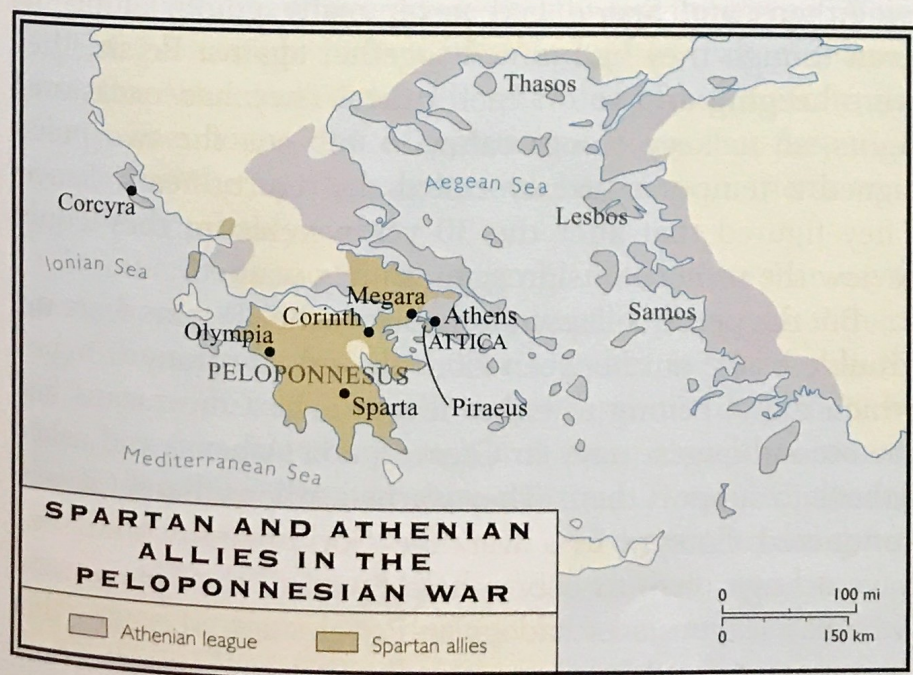 Thasos
Aegean Sea
Corcyra
Lesbos
Ionian Sea
Megara
Samos
Corinth
Athens
Olympia
ATTICA
PELOPONNESUS
Sparta
Piraeus
Mediterranean Sea
SPARTAN AND ATHENIAN
ALLIES IN THE
PELOPONNESIAN WAR
Athenian league
Spartan allies
0 100 mi
0 150 km